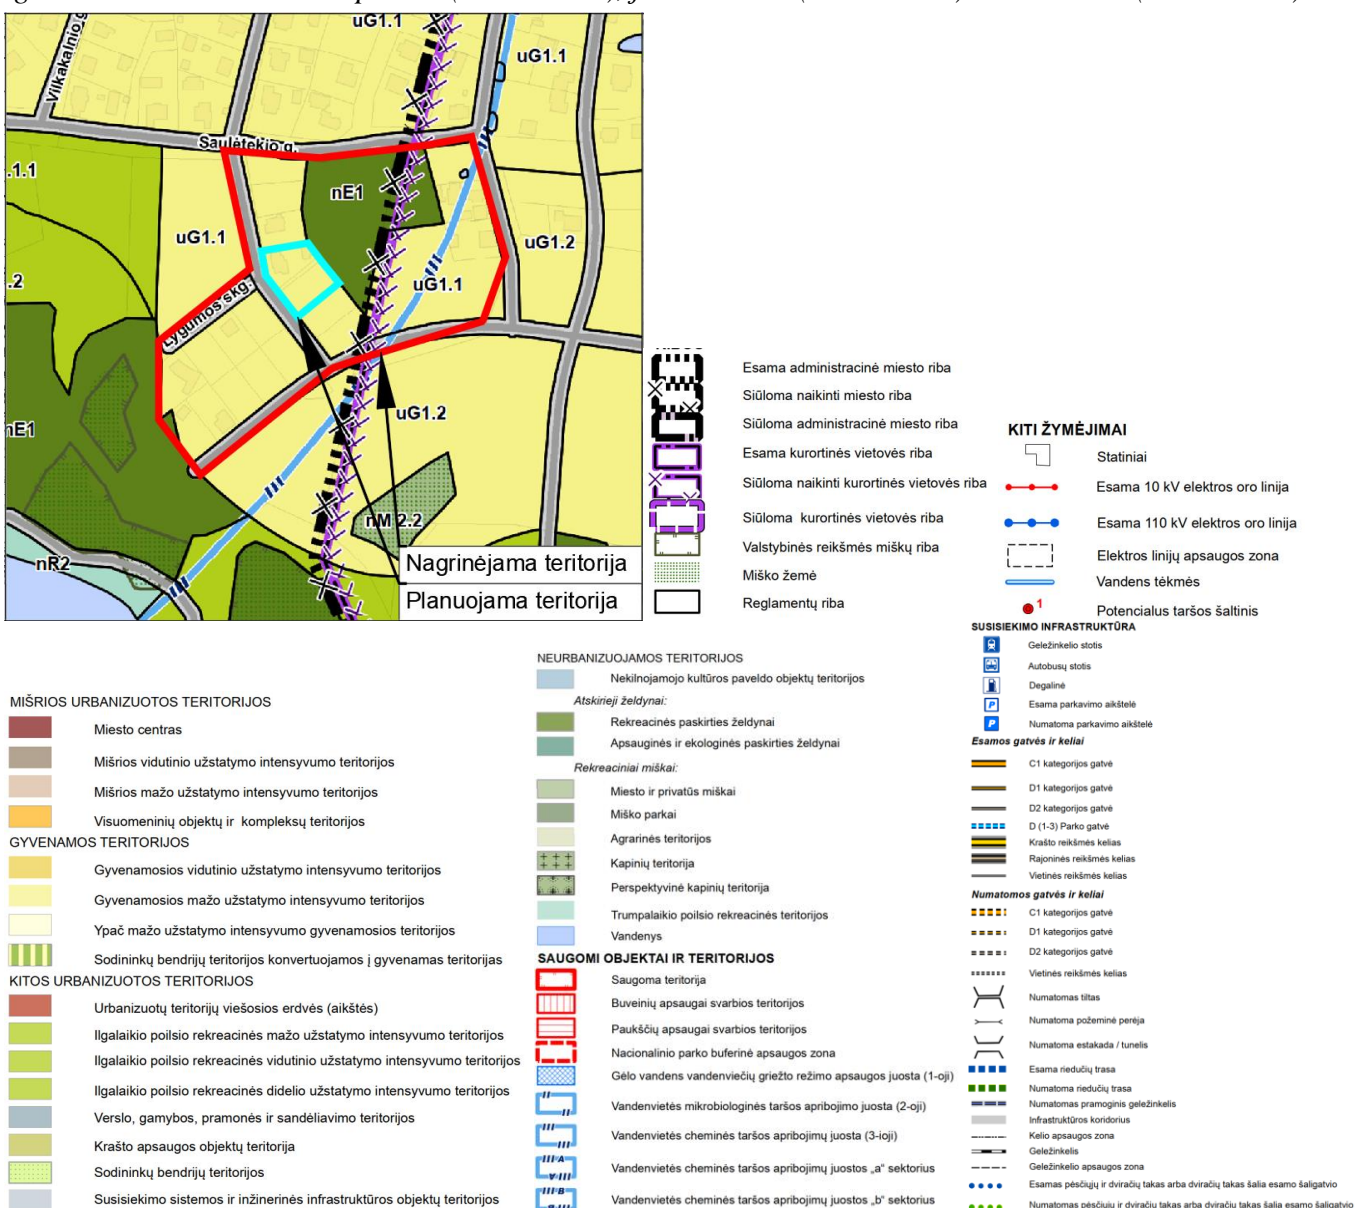 uG1.1
Vilkakalnio g.
uG1.1
Saulėtekio g.
.1.1
nE1
uG1.1
uG1.2
.2
uG1.1
Lygumos skg.
uG1.2
nE1
nM 2.2
nR2
Nagrinėjama teritorija
Planuojama teritorija
Esama administracinė miesto riba
Siūloma naikinti miesto riba
Siūloma administracinė miesto riba
Esama kurortinės vietovės riba
Siūloma naikinti kurortinės vietovės riba
Siūloma kurortinės vietovės riba
Valstybinės reikšmės miškų riba
Miško žemė
Reglamentų riba
KITI ŽYMĖJIMAI
Statiniai
Esama 10 kV elektros oro linija
Esama 110 kV elektros oro linija
Elektros linijų apsaugos zona
Vandens tėkmės
1
Potencialus taršos šaltinis
MIŠRIOS URBANIZUOTOS TERITORIJOS
Miesto centras
Mišrios vidutinio užstatymo intensyvumo teritorijos
Mišrios mažo užstatymo intensyvumo teritorijos
Visuomeninių objektų ir kompleksų teritorijos
GYVENAMOS TERITORIJOS
Gyvenamosios vidutinio užstatymo intensyvumo teritorijos
Gyvenamosios mažo užstatymo intensyvumo teritorijos
Ypač mažo užstatymo intensyvumo gyvenamosios teritorijos
Sodininkų bendrijų teritorijos konvertuojamos į gyvenamas teritorijas
KITOS URBANIZUOTOS TERITORIJOS
Urbanizuotų teritorijų viešosios erdvės (aikštės)
Ilgalaikio poilsio rekreacinės mažo užstatymo intensyvumo teritorijos
Ilgalaikio poilsio rekreacinės vidutinio užstatymo intensyvumo teritorijos
Ilgalaikio poilsio rekreacinės didelio užstatymo intensyvumo teritorijos
Verslo, gamybos, pramonės ir sandėliavimo teritorijos
Krašto apsaugos objektų teritorija
Sodininkų bendrijų teritorijos
Susisiekimo sistemos ir inžinerinės infrastruktūros objektų teritorijos
NEURBANIZUOJAMOS TERITORIJOS
Nekilnojamojo kultūros paveldo objektų teritorijos
Atskirieji želdynai:
Rekreacinės paskirties želdynai
Apsauginės ir ekologinės paskirties želdynai
Rekreaciniai miškai:
Miesto ir privatūs miškai
Miško parkai
Agrarinės teritorijos
Kapinių teritorija
Perspektyvinė kapinių teritorija
Trumpalaikio poilsio rekreacinės teritorijos
Vandenys
SAUGOMI OBJEKTAI IR TERITORIJOS
Saugoma teritorija
Buveinių apsaugai svarbios teritorijos
Paukščių apsaugai svarbios teritorijos
Nacionalinio parko buferinė apsaugos zona
Gėlo vandens vandenviečių griežto režimo apsaugos juosta (1-oji)
Vandenvietės mikrobiologinės taršos apribojimo juosta (2-oji)
Vandenvietės cheminės taršos apribojimų juosta (3-ioji)
Vandenvietės cheminės taršos apribojimų juostos „a“ sektorius
Vandenvietės cheminės taršos apribojimų juostos „b“ sektorius
SUSISIEKIMO INFRASTRUKTŪRA
Geležinkelio stotis
Autobusų stotis
Degalinė
P Esama parkavimo aikštelė
P Numatoma parkavimo aikštelė
Esamos gatvės ir keliai
C1 kategorijos gatvė
D1 kategorijos gatvė
D2 kategorijos gatvė
D (1-3) Parko gatvė
Krašto reikšmės kelias
Rajoninės reikšmės kelias
Vietinės reikšmės kelias
Numatomos gatvės ir keliai
C1 kategorijos gatvė
D1 kategorijos gatvė
D2 kategorijos gatvė
Vietinės reikšmės kelias
Numatomas tiltas
Numatoma požeminė perėja
Numatoma estakada / tunelis
Esama riedučių trasa
Numatoma riedučių trasa
Numatomas pramoginis geležinkelis
Infrastruktūros koridorius
Kelio apsaugos zona
Geležinkelis
Geležinkelio apsaugos zona
Esamas pėsčiųjų ir dviračių takas arba dviračių takas šalia esamo šaligatvio
Numatomas pėsčiųjų ir dviračių takas arba dviračių takas šalia esamo šaligatvio